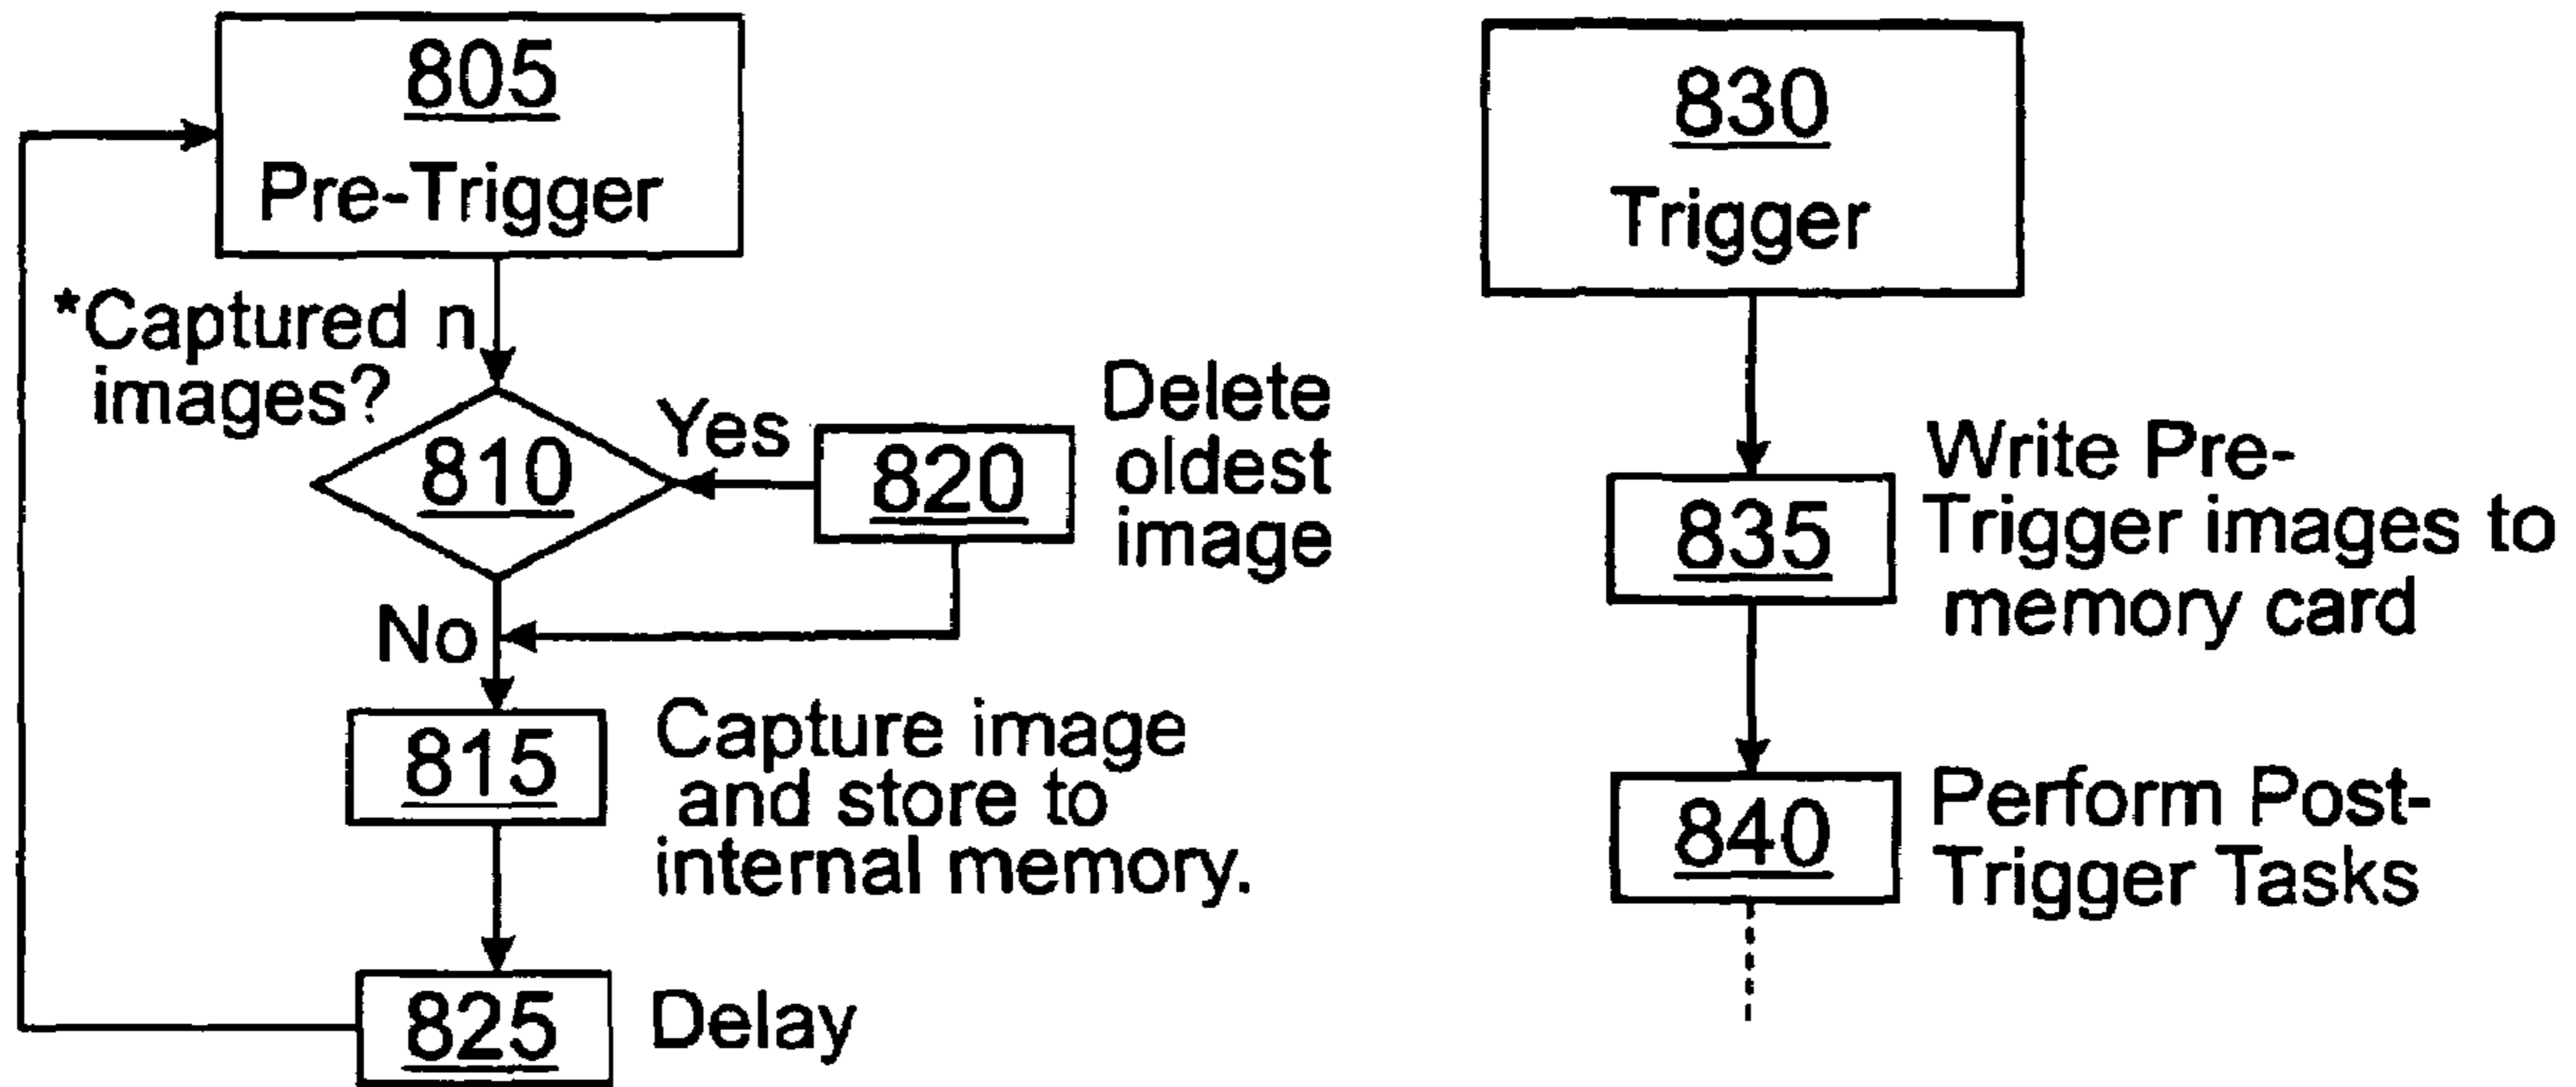 805
Pre-Trigger
*Captured n
images?
810
Yes
820
Delete
oldest
image
No
815
Capture image
and store to
internal memory.
825
Delay
830
Trigger
835
Write Pre-
Trigger images to
memory card
840
Perform Post-
Trigger Tasks